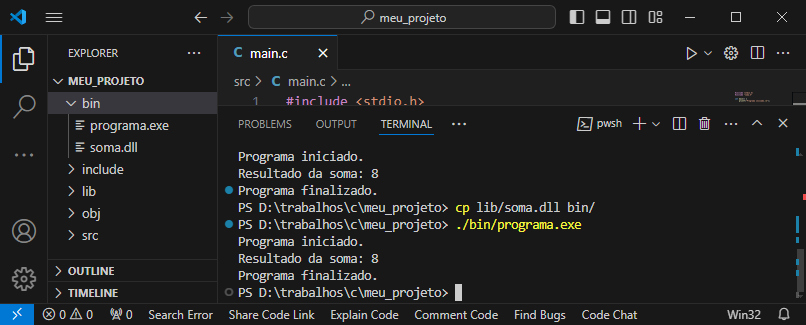 meu_projeto
EXPLORER
MEU_PROJETO
bin
programa.exe
soma.dll
include
lib
obj
src
OUTLINE
TIMELINE
C main.c
src > C main.c > ...
1 #include <stdio.h>
PROBLEMS OUTPUT TERMINAL
pwsh
Programa iniciado.
Resultado da soma: 8
Programa finalizado.
PS D:\trabalhos\c\meu_projeto> cp lib/soma.dll bin/
PS D:\trabalhos\c\meu_projeto> ./bin/programa.exe
Programa iniciado.
Resultado da soma: 8
Programa finalizado.
PS D:\trabalhos\c\meu_projeto>
0 0 0 Search Error Share Code Link Explain Code Comment Code Find Bugs Code Chat Win32